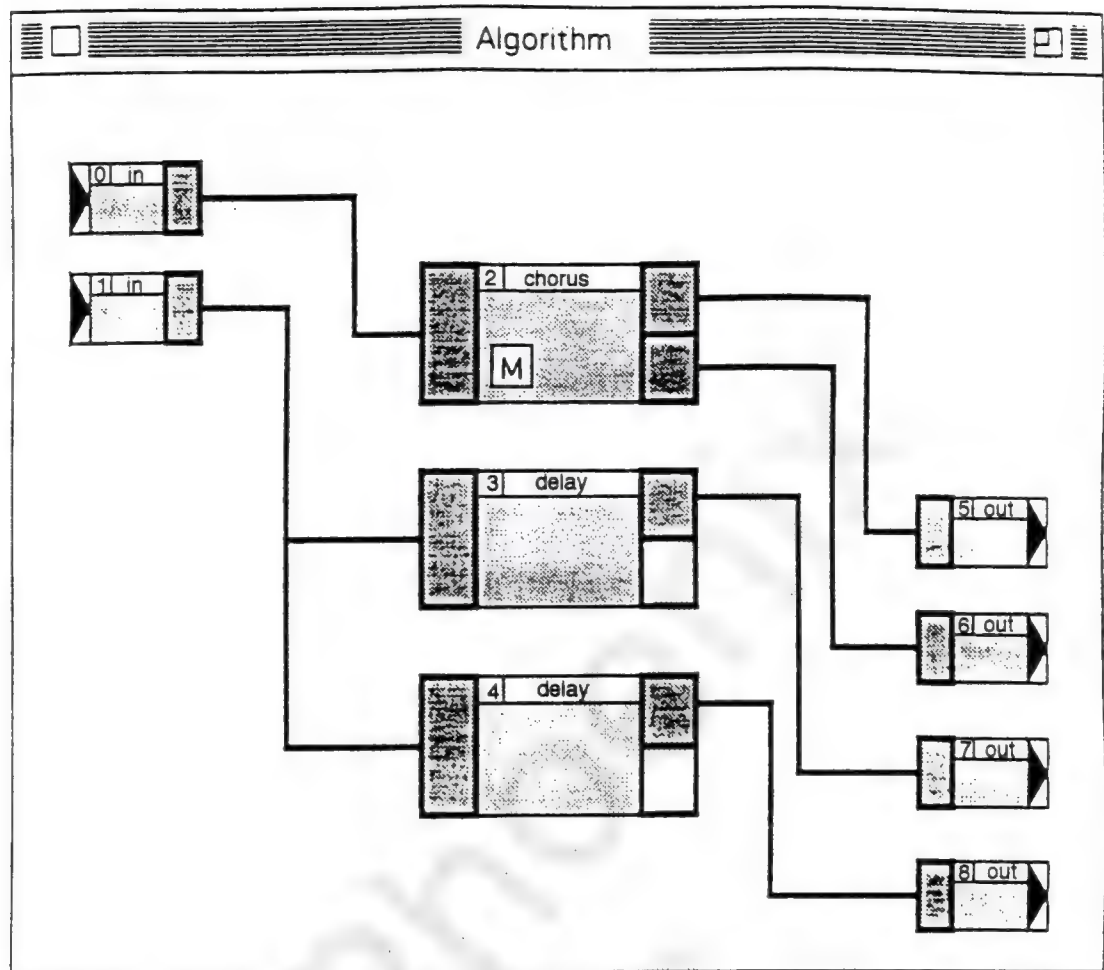 Algorithm
0 in
1 in
2 chorus
M
3 delay
4 delay
5 out
6 out
7 out
8 out